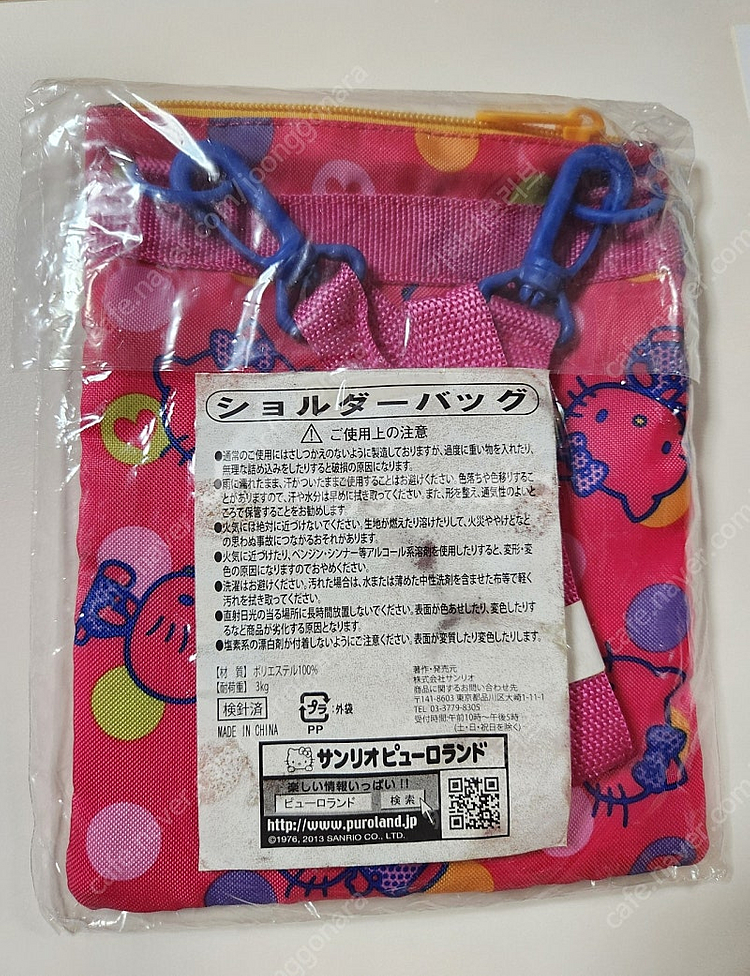 ショルダーバッグ
ご使用上の注意
●通常のご使用にはさしつかえのないように製造しておりますが、過度に重い物を入れたり、
無理な詰め込みをしたりすると破損の原因になります。
●雨に濡れたまま、汗がついたままご使用することはお避けください。色落ちや色移りするこ
とがありますので、汗や水分は早めに拭き取ってください。また、形を整え、通気性のよいと
ころで保管することをお勧めします。
●火気には絶対に近づけないでください。生地が燃えたり溶けたりして、火災ややけどなど
の思わぬ事故につながるおそれがあります。
●火気に近づけたり、ベンジン・シンナー等アルコール系溶剤を使用したりすると、変形・変
色の原因になりますのでおやめください。
●洗濯はお避けください。汚れた場合は、水または薄めた中性洗剤を含ませた布等で軽く
汚れを拭き取ってください。
●直射日光の当る場所に長時間放置しないでください。表面が色あせしたり、変色したりす
るなど商品が劣化する原因となります。
●塩素系の漂白剤が付着しないようにご注意ください。表面が変質したり変色したりします。
【材 質】 ポリエステル100%
【耐荷重】 3kg
検針済
MADE IN CHINA
プラ
:外袋
PP
著作・発売元
株式会社サンリオ
商品に関するお問い合わせ先
〒141-8603 東京都品川区大崎1-11-1
TEL 03-3779-8305
受付時間:午前10時～午後5時
(土・日・祝日を除く)
サンリオピューロランド
楽しい情報いっぱい!!
ピューロランド 検索
http://www.puroland.jp
©1976, 2013 SANRIO CO., LTD.
cafe.naver.com/joonggonara